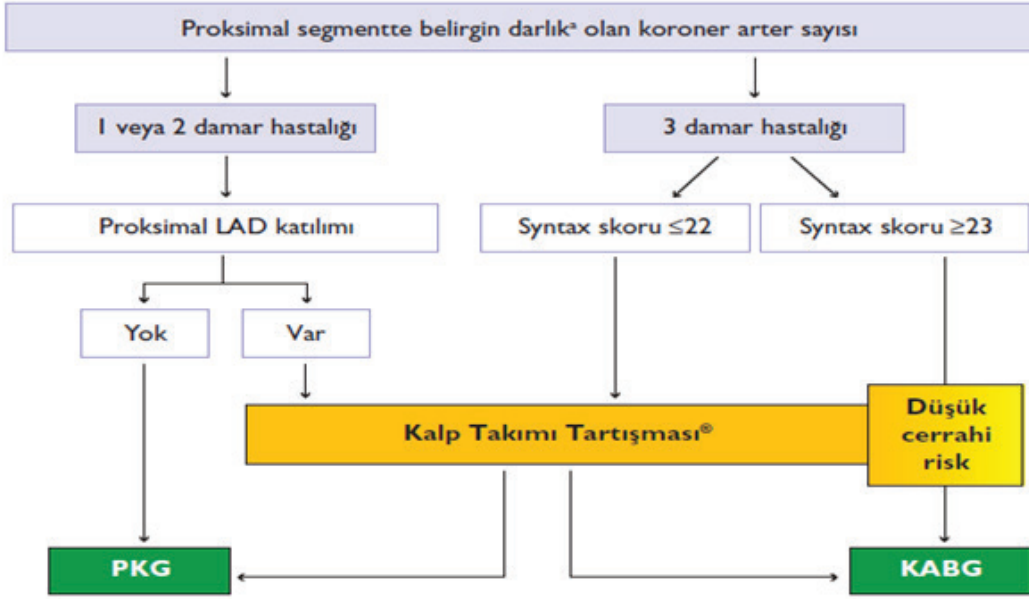 Proksimal segmentte belirgin darlıkᵃ olan koroner arter sayısı
1 veya 2 damar hastalığı
3 damar hastalığı
Proksimal LAD katılımı
Syntax skoru ≤22
Syntax skoru ≥23
Yok
Var
Kalp Takımı Tartışması®
Düşük
cerrahi
risk
PKG
KABG